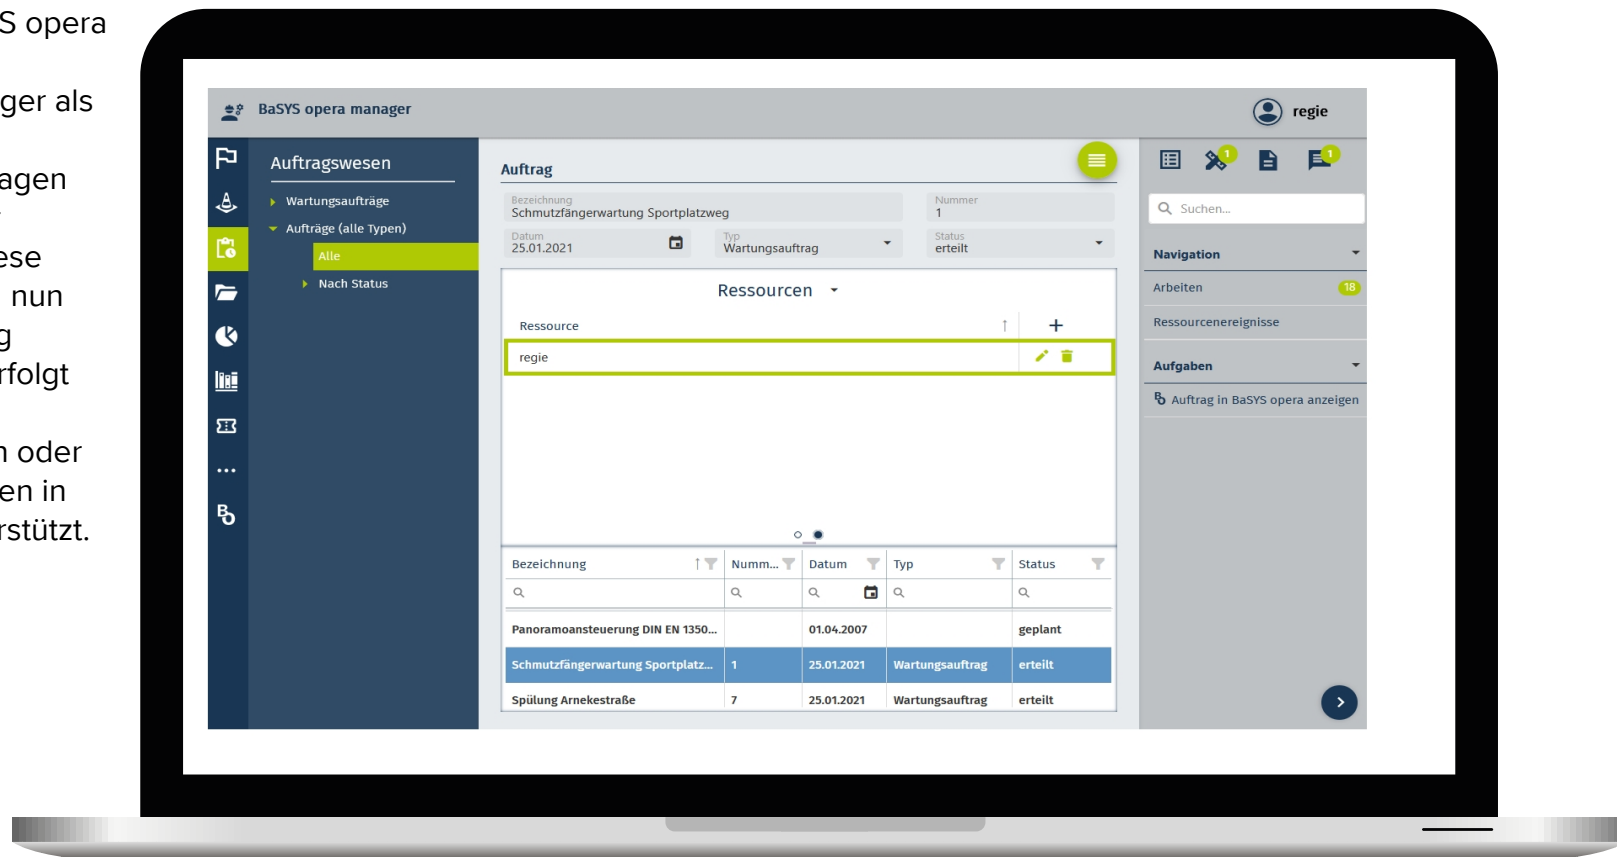 S opera
ger als
agen
ese
nun
g
rfolgt
n oder
en in
rstützt.
BaSYS opera manager
regie
Auftragswesen
Wartungsaufträge
Aufträge (alle Typen)
Alle
Nach Status
Auftrag
Bezeichnung
Schmutzfängerwartung Sportplatzweg
Nummer
1
Datum
25.01.2021
Typ
Wartungsauftrag
Status
erteilt
Ressourcen
Ressource
regie
Bezeichnung Numm... Datum Typ Status
Panoramoansteuerung DIN EN 1350... 01.04.2007 geplant
Schmutzfängerwartung Sportplatz... 1 25.01.2021 Wartungsauftrag erteilt
Spülung Arnekestraße 7 25.01.2021 Wartungsauftrag erteilt
1 1
Suchen...
Navigation
Arbeiten 18
Ressourcenereignisse
Aufgaben
Auftrag in BaSYS opera anzeigen